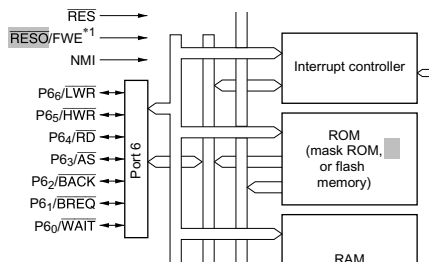 RES
RESO/FWE*1
NMI
P66/LWR
P65/HWR
P64/RD
P63/AS
P62/BACK
P61/BREQ
P60/WAIT
Port 6
Interrupt controller
ROM
(mask ROM,
or flash
memory)
RAM